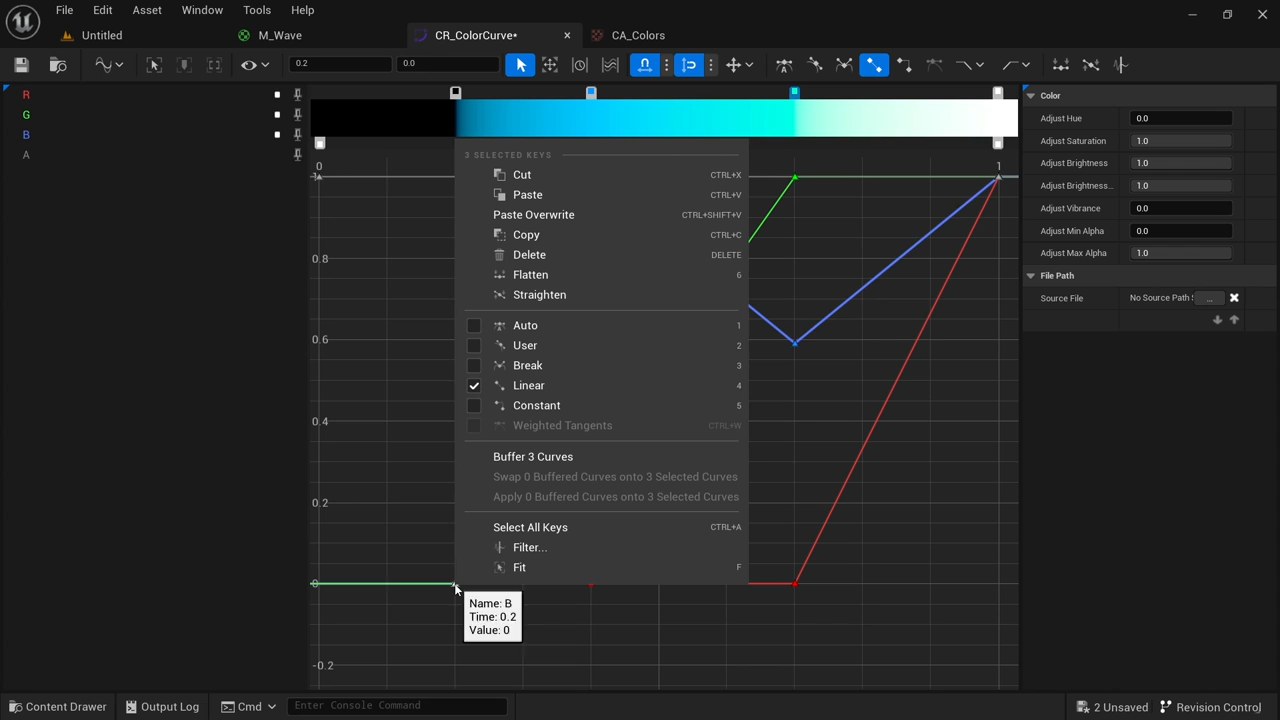 File Edit Asset Window Tools Help
Untitled M_Wave CR_ColorCurve* CA_Colors
0.2 0.0
R
G
B
A
0 1
1
0.8
0.6
0.4
0.2
0
-0.2
3 SELECTED KEYS
Cut CTRL+X
Paste CTRL+V
Paste Overwrite CTRL+SHIFT+V
Copy CTRL+C
Delete DELETE
Flatten 6
Straighten
Auto 1
User 2
Break 3
Linear 4
Constant 5
Weighted Tangents CTRL+W
Buffer 3 Curves
Swap 0 Buffered Curves onto 3 Selected Curves
Apply 0 Buffered Curves onto 3 Selected Curves
Select All Keys CTRL+A
Filter...
Fit F
Name: B
Time: 0.2
Value: 0
Color
Adjust Hue 0.0
Adjust Saturation 1.0
Adjust Brightness 1.0
Adjust Brightness... 1.0
Adjust Vibrance 0.0
Adjust Min Alpha 0.0
Adjust Max Alpha 1.0
File Path
Source File No Source Path ...
Content Drawer Output Log Cmd Enter Console Command 2 Unsaved Revision Control